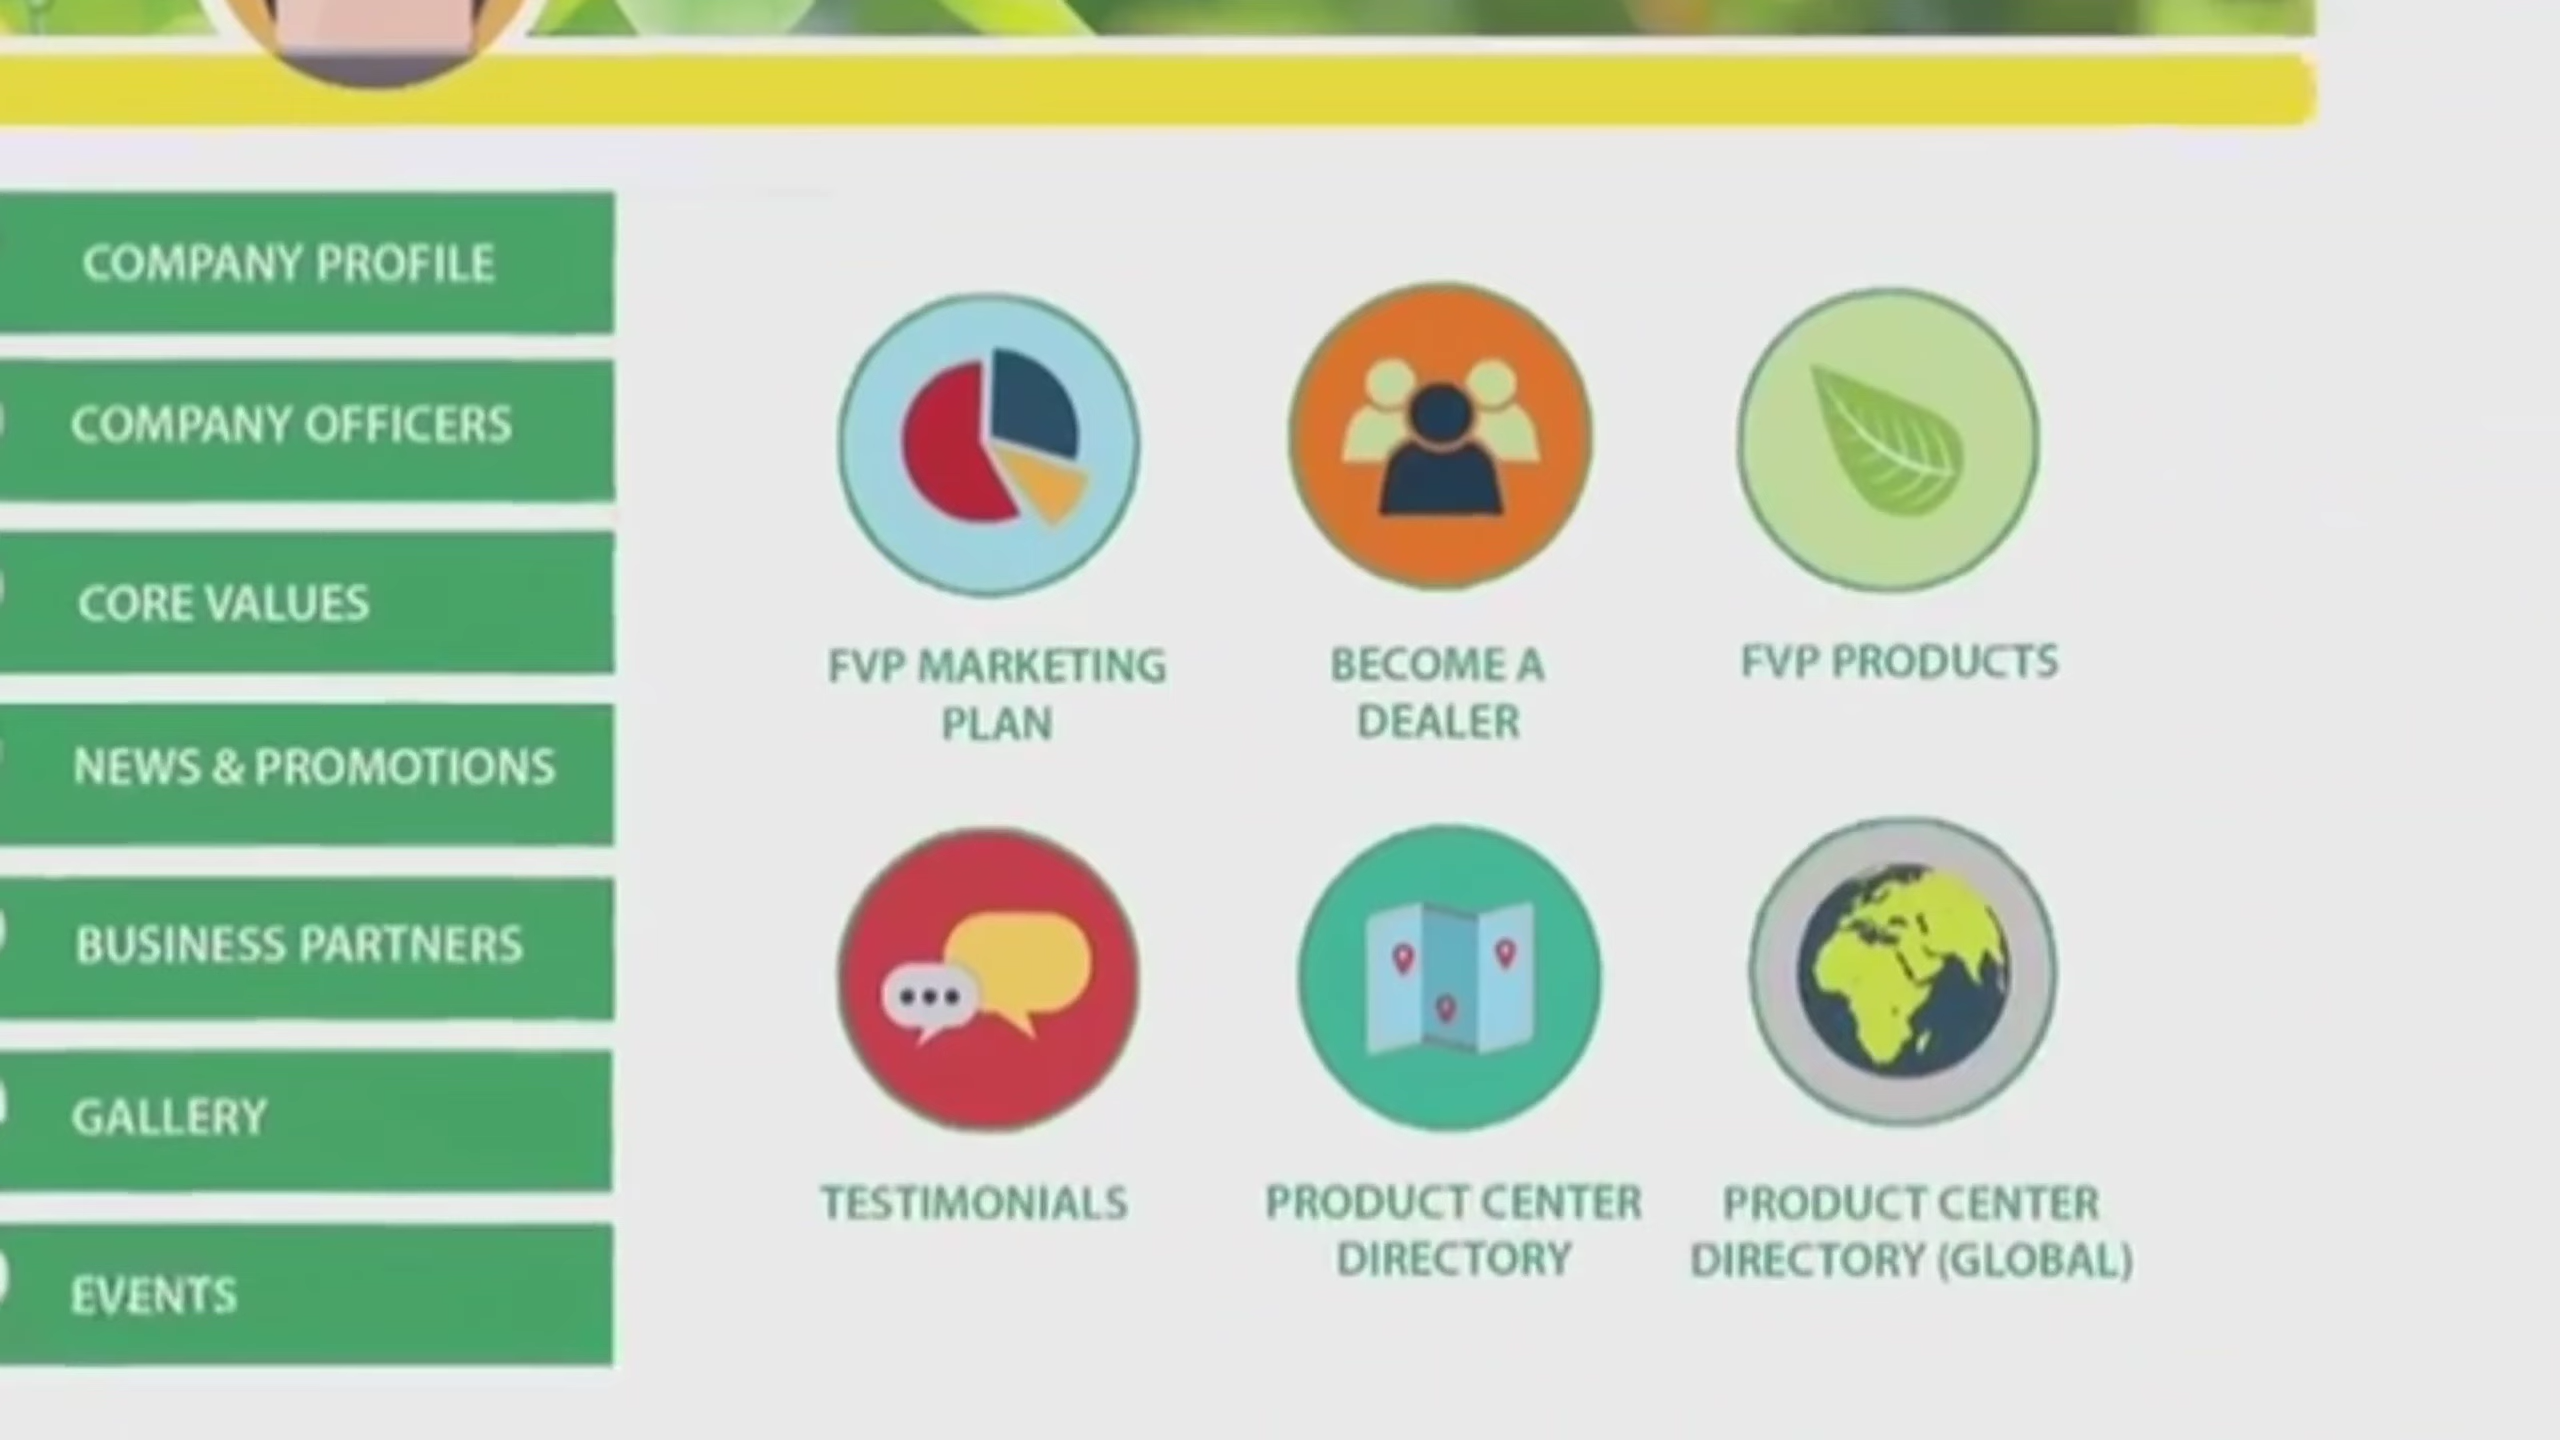 COMPANY PROFILE
COMPANY OFFICERS
CORE VALUES
NEWS & PROMOTIONS
BUSINESS PARTNERS
GALLERY
EVENTS
FVP MARKETING
PLAN
BECOME A
DEALER
FVP PRODUCTS
TESTIMONIALS
PRODUCT CENTER
DIRECTORY
PRODUCT CENTER
DIRECTORY (GLOBAL)